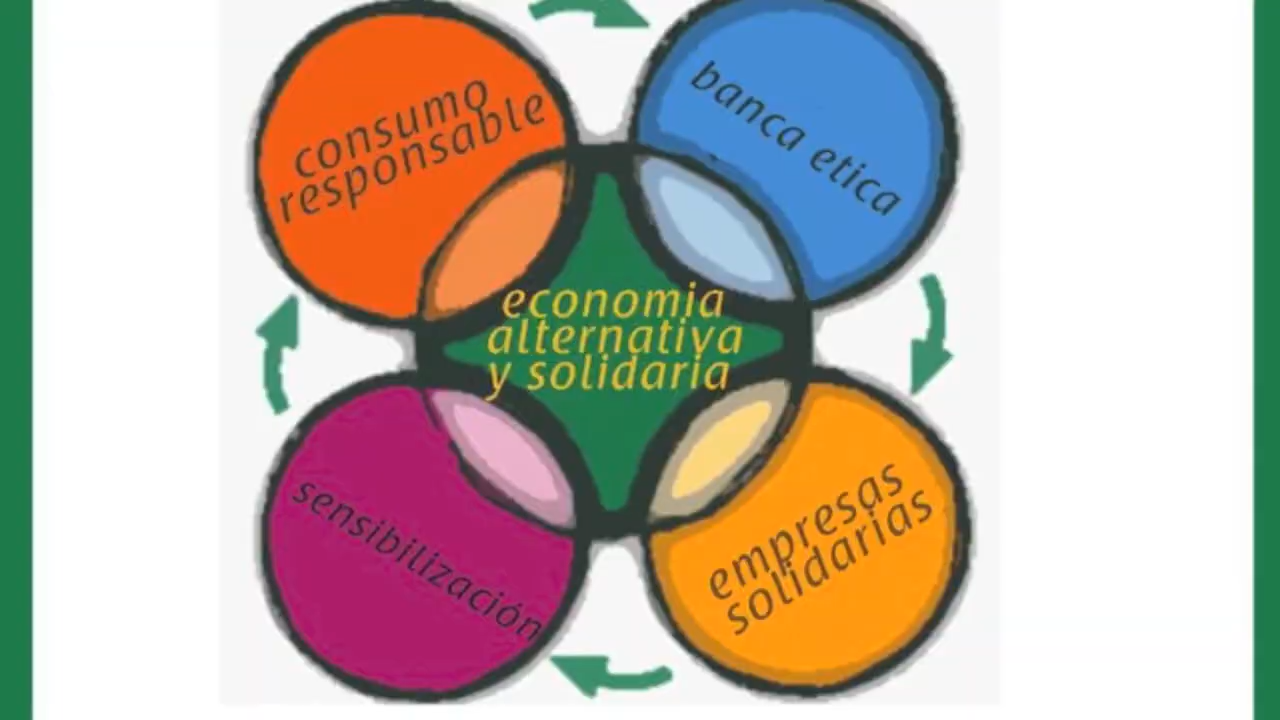 consumo
responsable
banca etica
economia
alternativa
y solidaria
sensibilización
empresas
solidarias